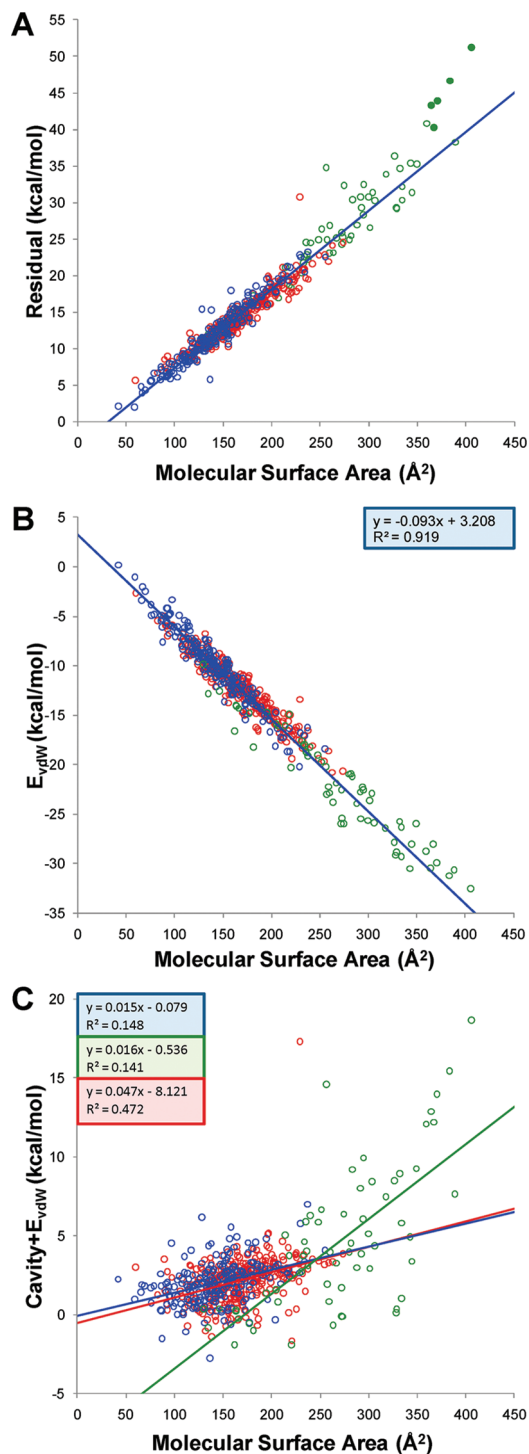 A
55
50
45
40
35
30
25
20
15
10
5
0
Residual (kcal/mol)
0 50 100 150 200 250 300 350 400 450
Molecular Surface Area (Å²)
B
y = -0.093x + 3.208
R² = 0.919
5
0
-5
-10
-15
-20
-25
-30
-35
EvdW (kcal/mol)
0 50 100 150 200 250 300 350 400 450
Molecular Surface Area (Å²)
C
y = 0.015x - 0.079
R² = 0.148
y = 0.016x - 0.536
R² = 0.141
y = 0.047x - 8.121
R² = 0.472
20
15
10
5
0
-5
Cavity+EvdW (kcal/mol)
0 50 100 150 200 250 300 350 400 450
Molecular Surface Area (Å²)